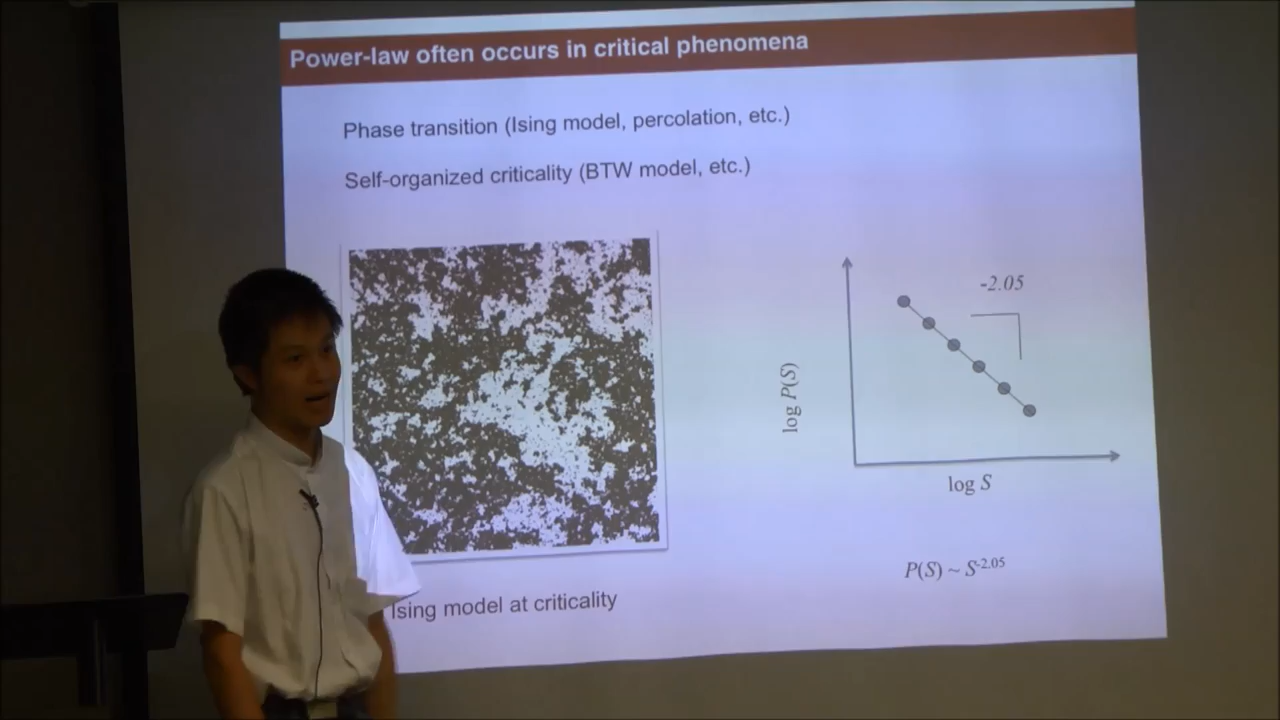 Power-law often occurs in critical phenomena
Phase transition (Ising model, percolation, etc.)
Self-organized criticality (BTW model, etc.)
-2.05
log P(S)
log S
P(S) ~ S-2.05
Ising model at criticality